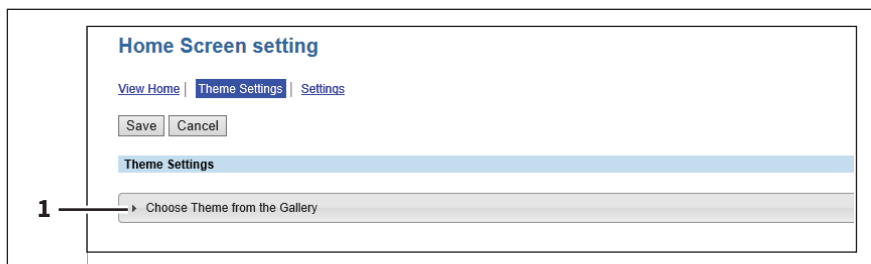 Home Screen setting
View Home | Theme Settings | Settings
Save Cancel
Theme Settings
1 Choose Theme from the Gallery